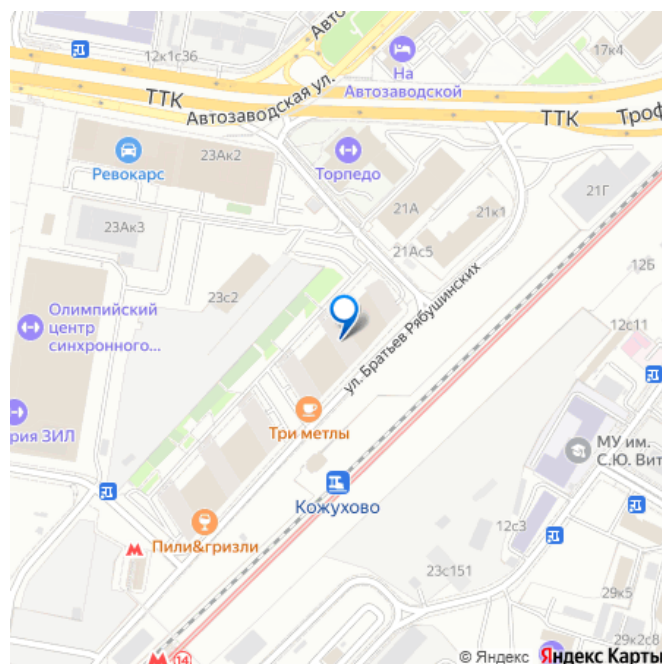 Авто
12к1с36
17к4
На
Автозаводской
ТТК
Автозаводская ул.
ТТК
Троф
23Ак2
Ревокарс
Торпедо
21Г
21А
21к1
23Ак3
21Ас5
12Б
23с2
Олимпийский
центр
синхронного...
ул. Братьев Рябушинских
12с11
Три метлы
рия ЗИЛ
МУ им.
С.Ю. Вит
Кожухово
12с3
Пили&гризли
23с151
29к5
14
29к2с8
© Яндекс Яндекс Карты